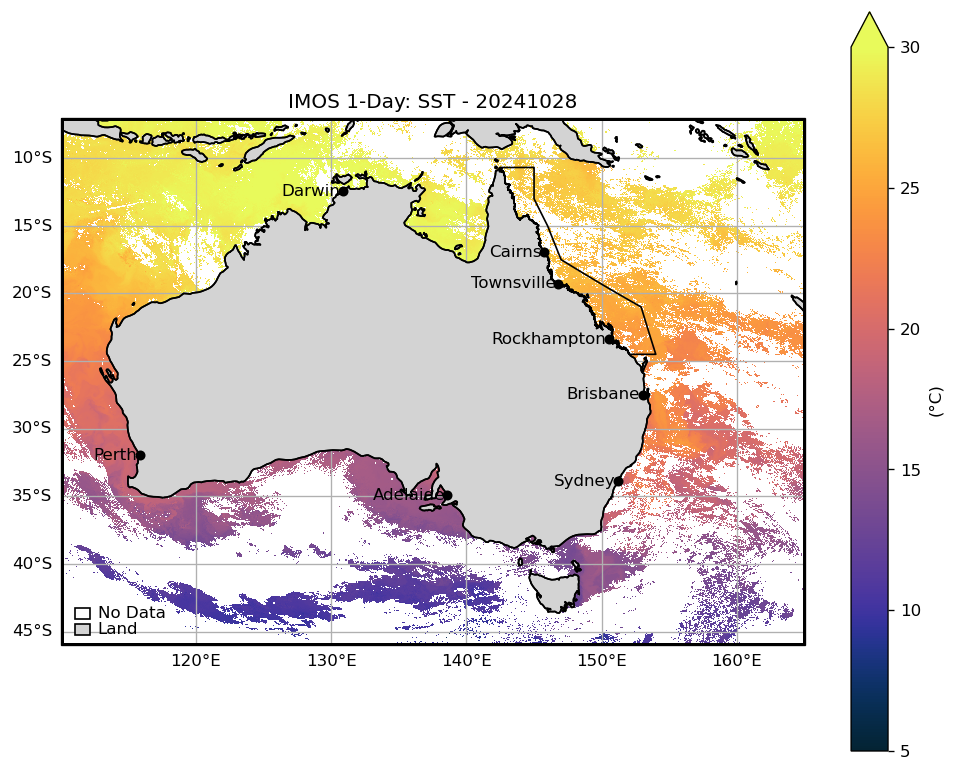 IMOS 1-Day: SST - 20241028
30
25
20
15
10
5
(°C)
10°S
15°S
20°S
25°S
30°S
35°S
40°S
45°S
Darwin
Cairns
Townsville
Rockhampton
Brisbane
Perth
Sydney
Adelaide
No Data
Land
120°E
130°E
140°E
150°E
160°E